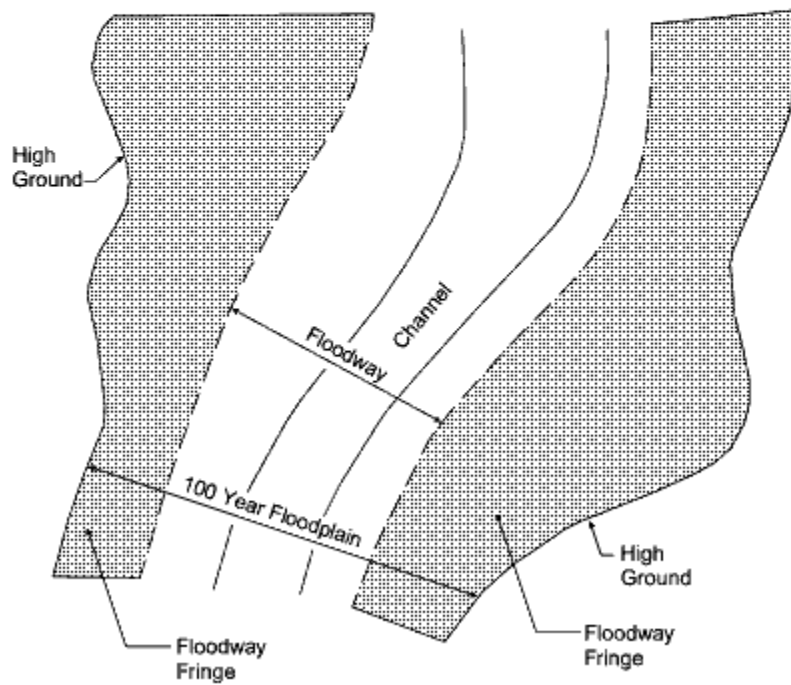 High
Ground
Channel
Floodway
100 Year Floodplain
High
Ground
Floodway
Fringe
Floodway
Fringe